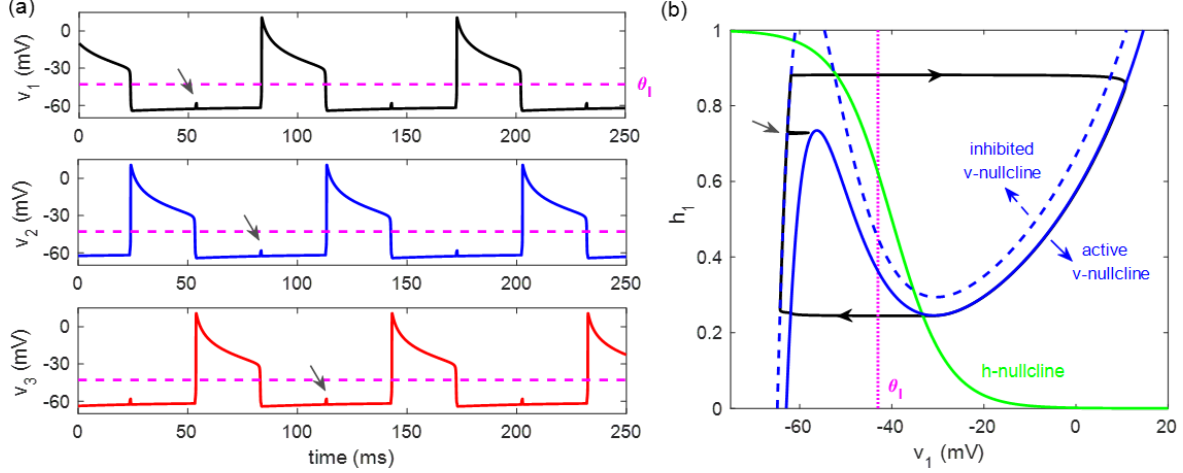 (a)
v1 (mV)
0
-30
-60
0 50 100 150 200 250
θI
v2 (mV)
0
-30
-60
0 50 100 150 200 250
v3 (mV)
0
-30
-60
0 50 100 150 200 250
time (ms)
(b)
h1
1
0.8
0.6
0.4
0.2
0
-60 -40 -20 0 20
v1 (mV)
inhibited
v-nullcline
active
v-nullcline
h-nullcline
θI